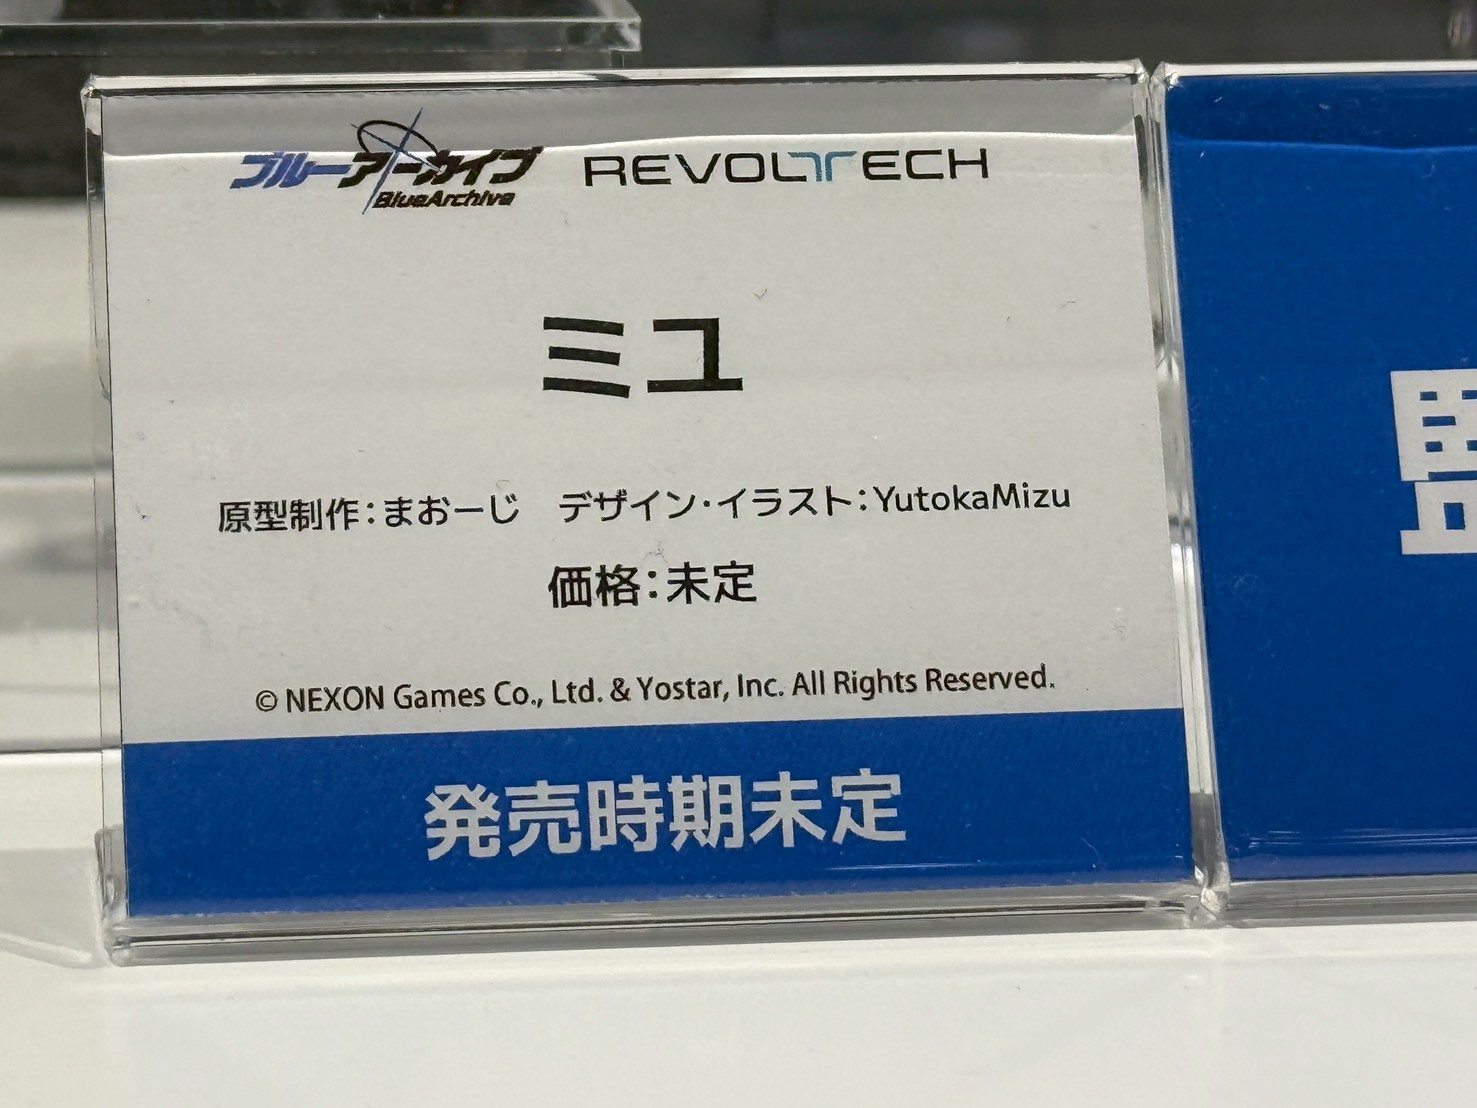 ブルーアーカイブ REVOLTECH
BlueArchive
ミユ
原型制作：まおーじ　デザイン・イラスト：YutokaMizu
価格：未定
© NEXON Games Co., Ltd. & Yostar, Inc. All Rights Reserved.
発売時期未定